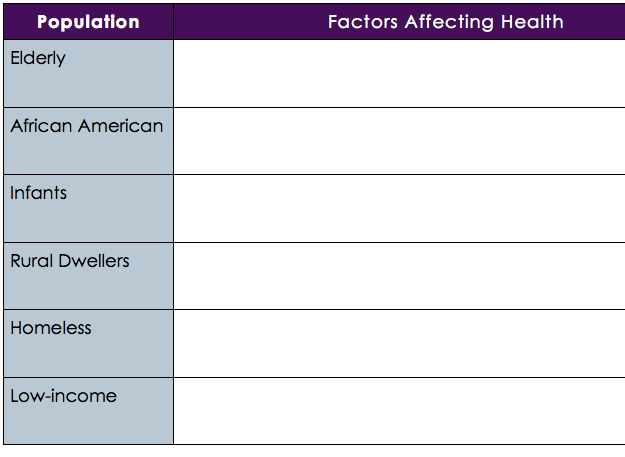 Population Factors Affecting Health
Elderly
African American
Infants
Rural Dwellers
Homeless
Low-income